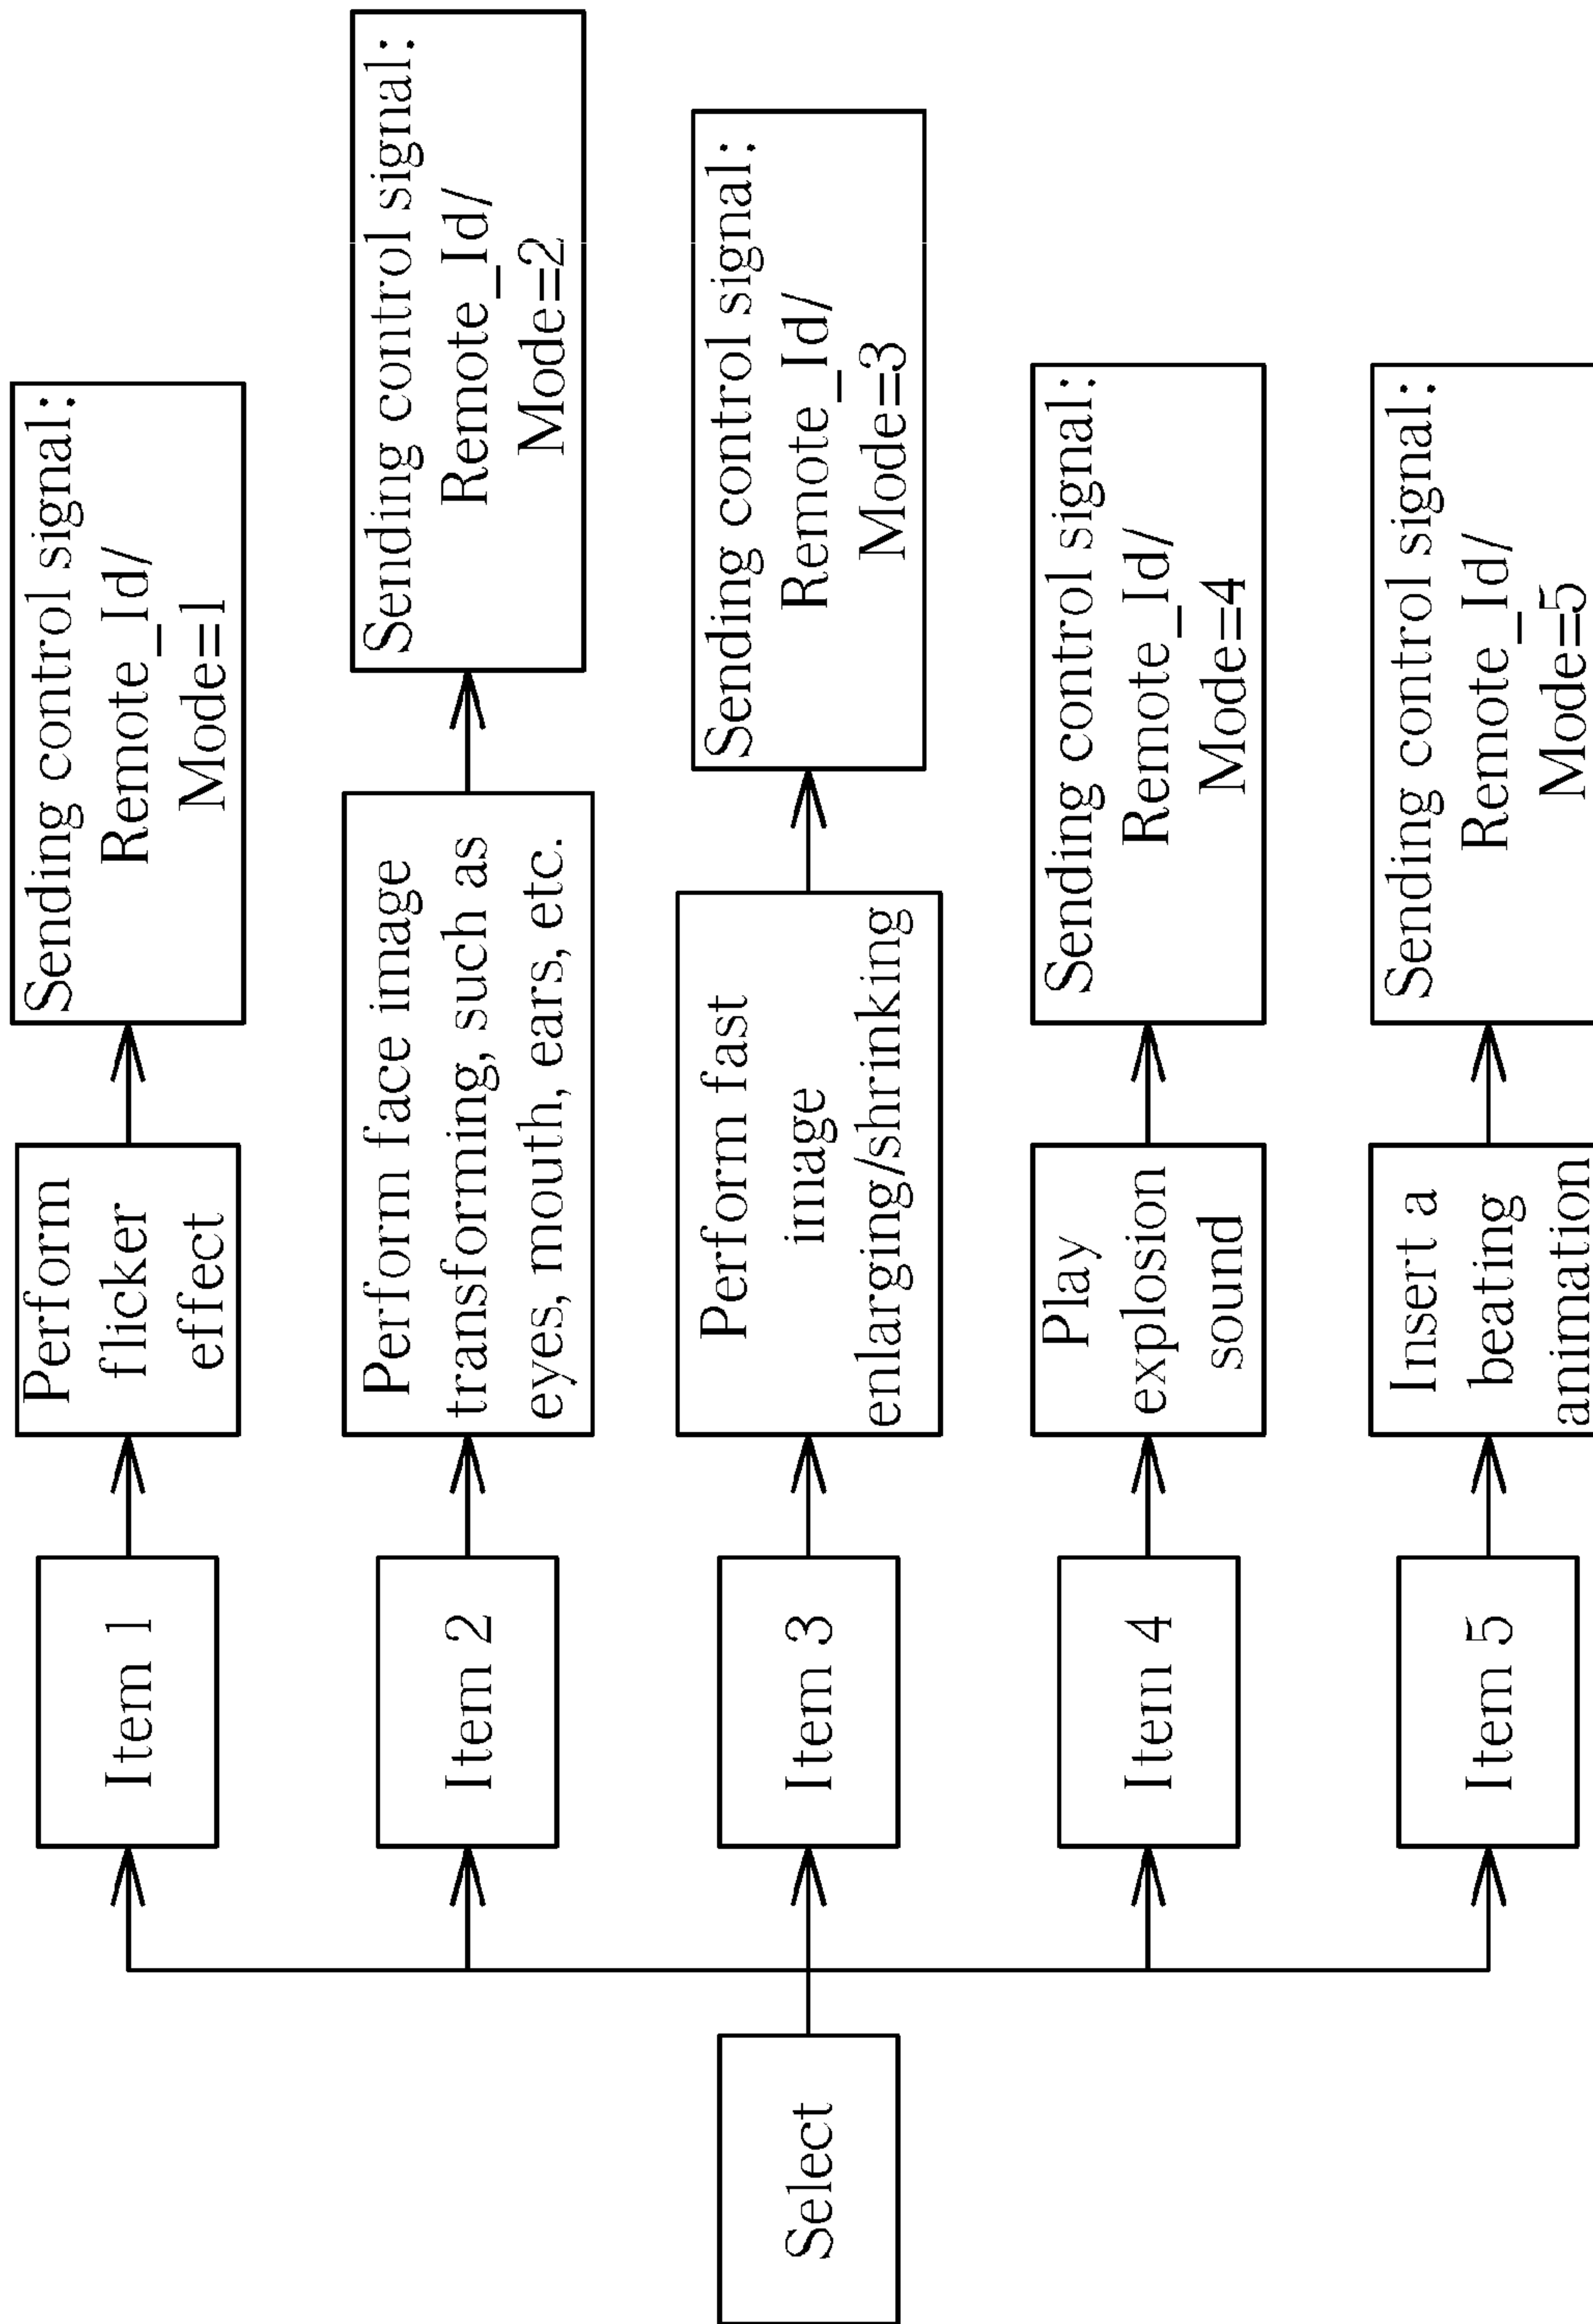 Select
Item 1
Perform
flicker
effect
Sending control signal:
Remote_Id/
Mode=1
Item 2
Perform face image
transforming, such as
eyes, mouth, ears, etc.
Sending control signal:
Remote_Id/
Mode=2
Item 3
Perform fast
image
enlarging/shrinking
Sending control signal:
Remote_Id/
Mode=3
Item 4
Play
explosion
sound
Sending control signal:
Remote_Id/
Mode=4
Item 5
Insert a
beating
animation
Sending control signal:
Remote_Id/
Mode=5